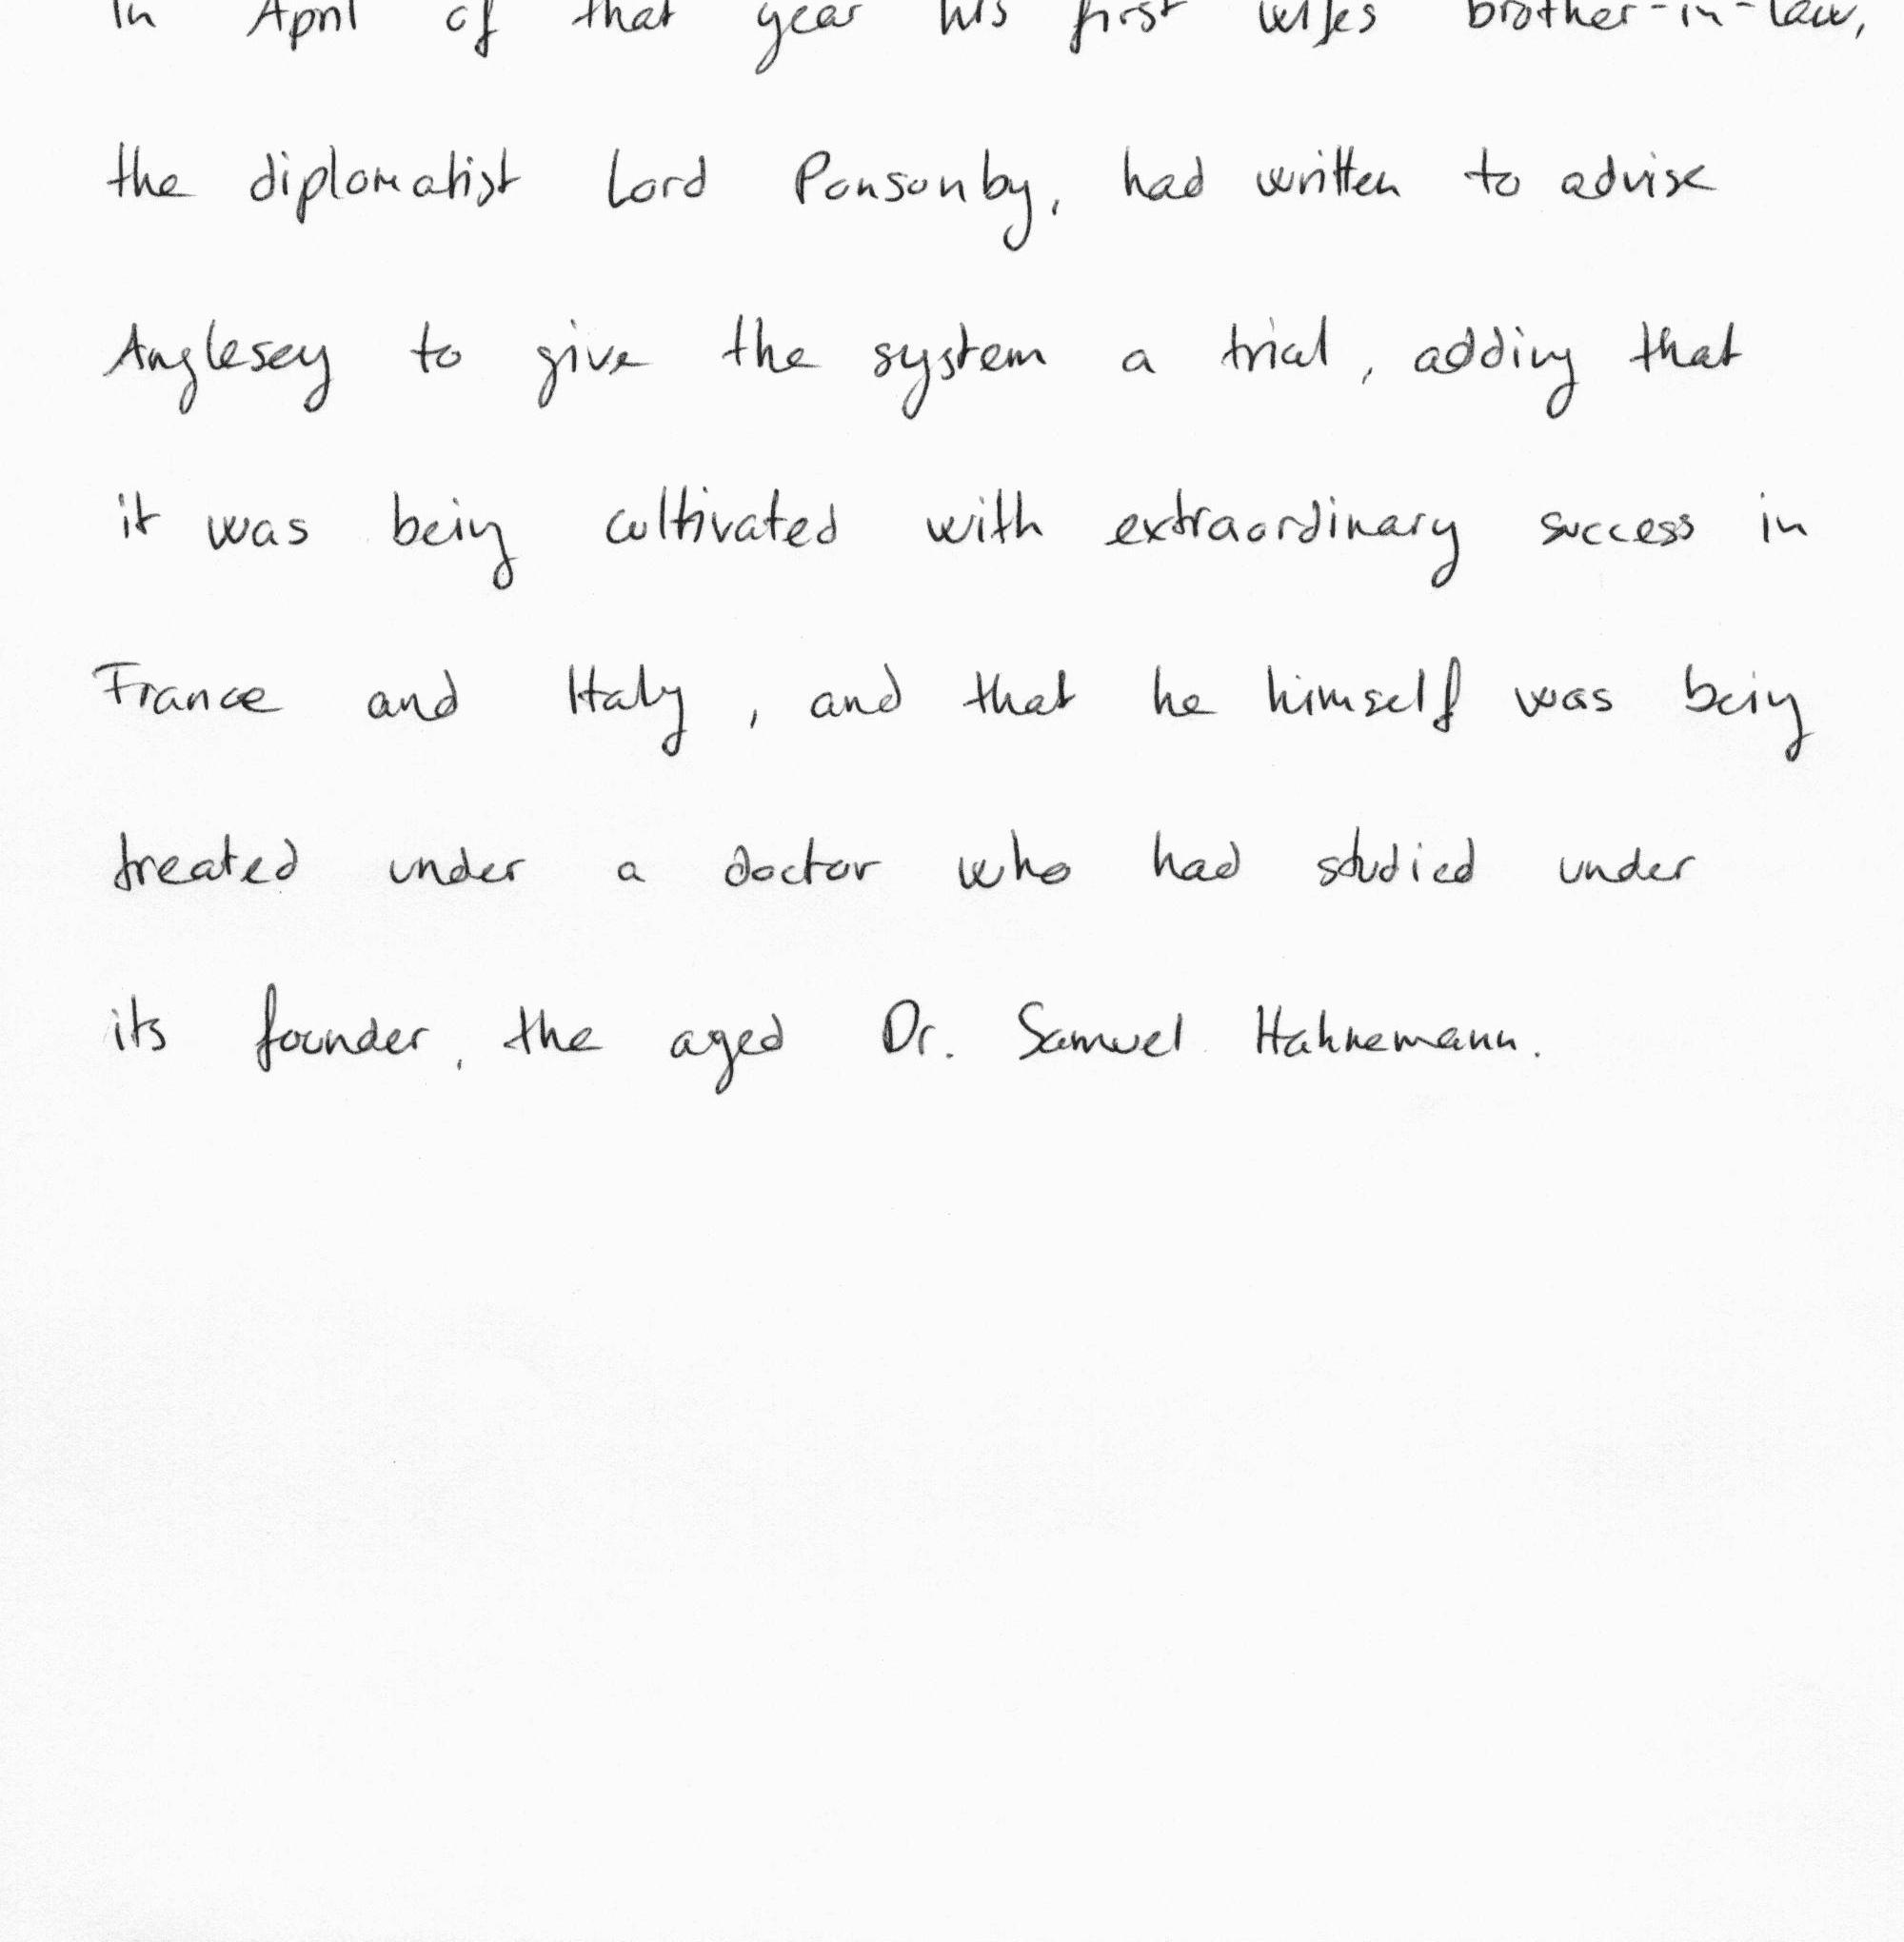 In April of that year his first wifes brother-in-law,
the diplomatist Lord Ponsonby, had written to advise
Anglesey to give the system a trial, adding that
it was being cultivated with extraordinary success in
France and Italy, and that he himself was being
treated under a doctor who had studied under
its founder, the aged Dr. Samuel Hahnemann.